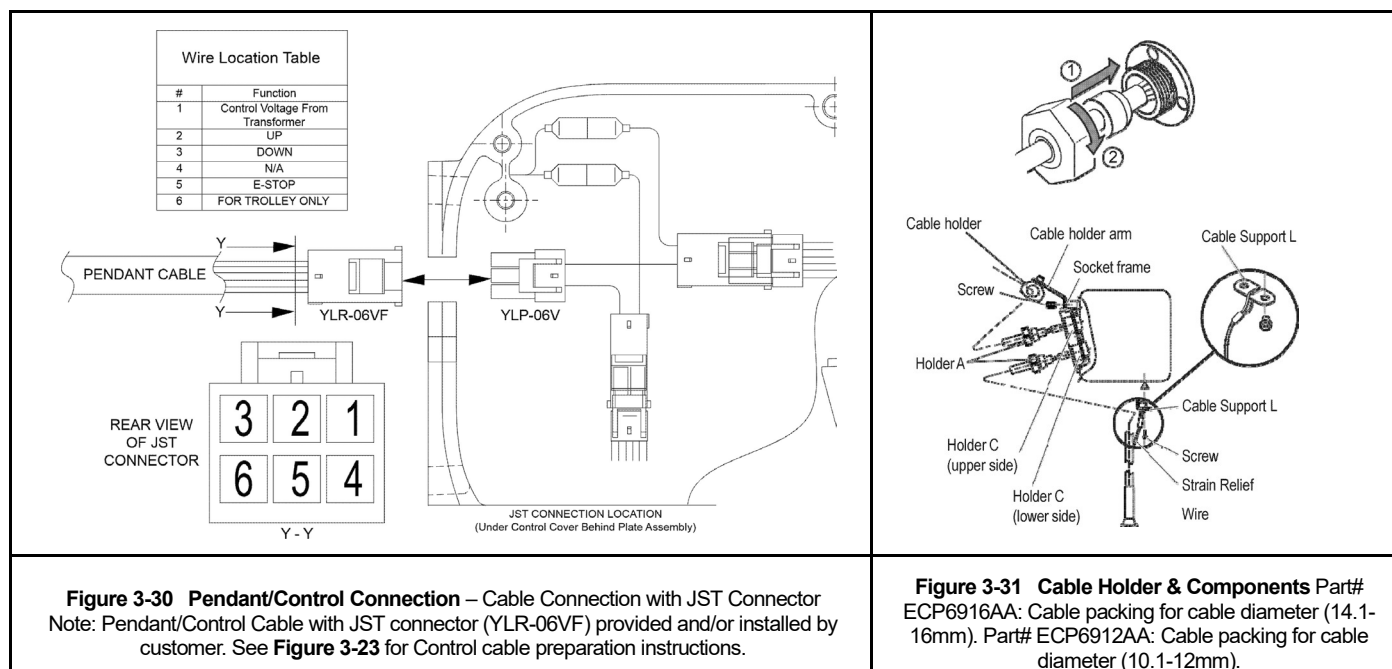 Wire Location Table
# Function
1 Control Voltage From
Transformer
2 UP
3 DOWN
4 N/A
5 E-STOP
6 FOR TROLLEY ONLY
Y
PENDANT CABLE
Y
YLR-06VF
YLP-06V
REAR VIEW
OF JST
CONNECTOR
3 2 1
6 5 4
Y - Y
JST CONNECTION LOCATION
(Under Control Cover Behind Plate Assembly)
1
2
Cable holder
Cable holder arm
Cable Support L
Socket frame
Screw
Holder A
Cable Support L
Holder C
(upper side)
Screw
Strain Relief
Holder C
(lower side)
Wire
Figure 3-30 Pendant/Control Connection – Cable Connection with JST Connector
Note: Pendant/Control Cable with JST connector (YLR-06VF) provided and/or installed by
customer. See Figure 3-23 for Control cable preparation instructions.
Figure 3-31 Cable Holder & Components Part#
ECP6916AA: Cable packing for cable diameter (14.1-
16mm). Part# ECP6912AA: Cable packing for cable
diameter (10.1-12mm).